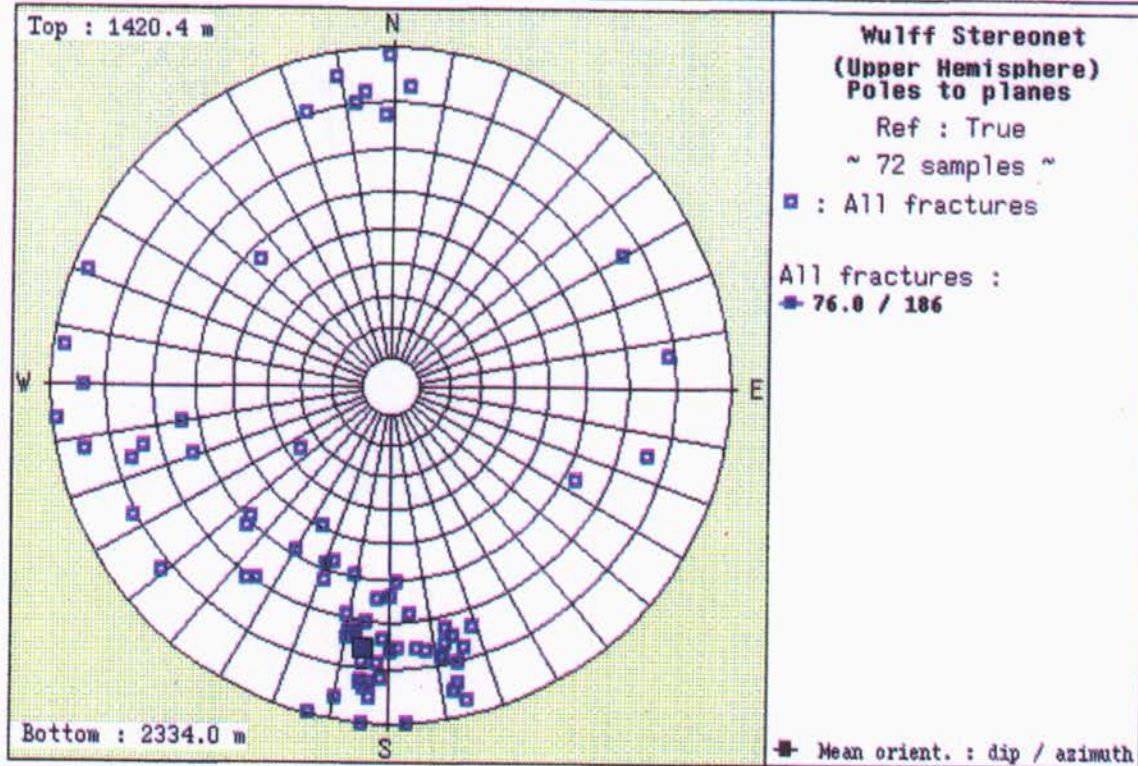 Top : 1420.4 m
N
W
E
S
Bottom : 2334.0 m
Wulff Stereonet
(Upper Hemisphere)
Poles to planes
Ref : True
~ 72 samples ~
: All fractures
All fractures :
76.0 / 186
Mean orient. : dip / azimuth